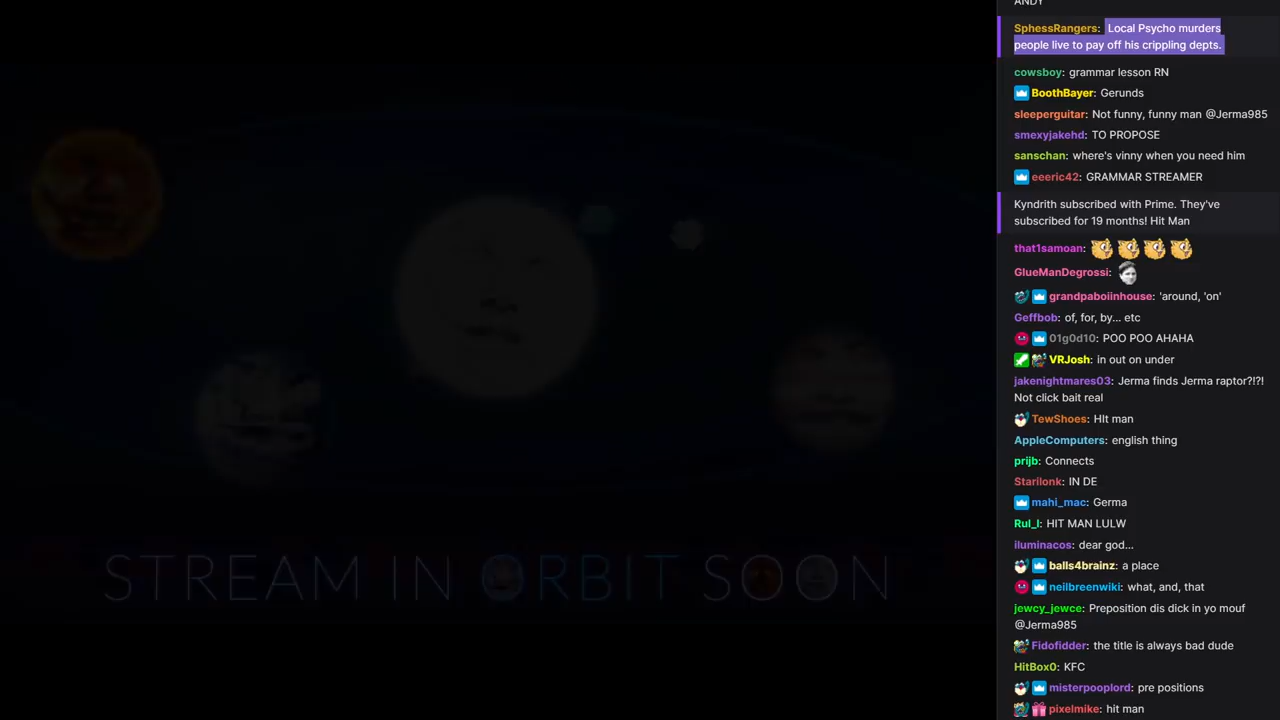 ANDY
SphessRangers: Local Psycho murders
people live to pay off his crippling depts.
cowsboy: grammar lesson RN
BoothBayer: Gerunds
sleeperguitar: Not funny, funny man @Jerma985
smexyjakehd: TO PROPOSE
sanschan: where's vinny when you need him
eeeric42: GRAMMAR STREAMER
Kyndrith subscribed with Prime. They've
subscribed for 19 months! Hit Man
that1samoan:
GlueManDegrossi:
grandpaboiinhouse: 'around, 'on'
Geffbob: of, for, by... etc
01g0d10: POO POO AHAHA
VRJosh: in out on under
jakenightmares03: Jerma finds Jerma raptor?!?!
Not click bait real
TewShoes: HIt man
AppleComputers: english thing
prijb: Connects
Starilonk: IN DE
mahi_mac: Germa
Rul_I: HIT MAN LULW
iluminacos: dear god...
balls4brainz: a place
neilbreenwiki: what, and, that
jewcy_jewce: Preposition dis dick in yo mouf
@Jerma985
Fidofidder: the title is always bad dude
HitBox0: KFC
misterpooplord: pre positions
pixelmike: hit man
STREAM IN ORBIT SOON